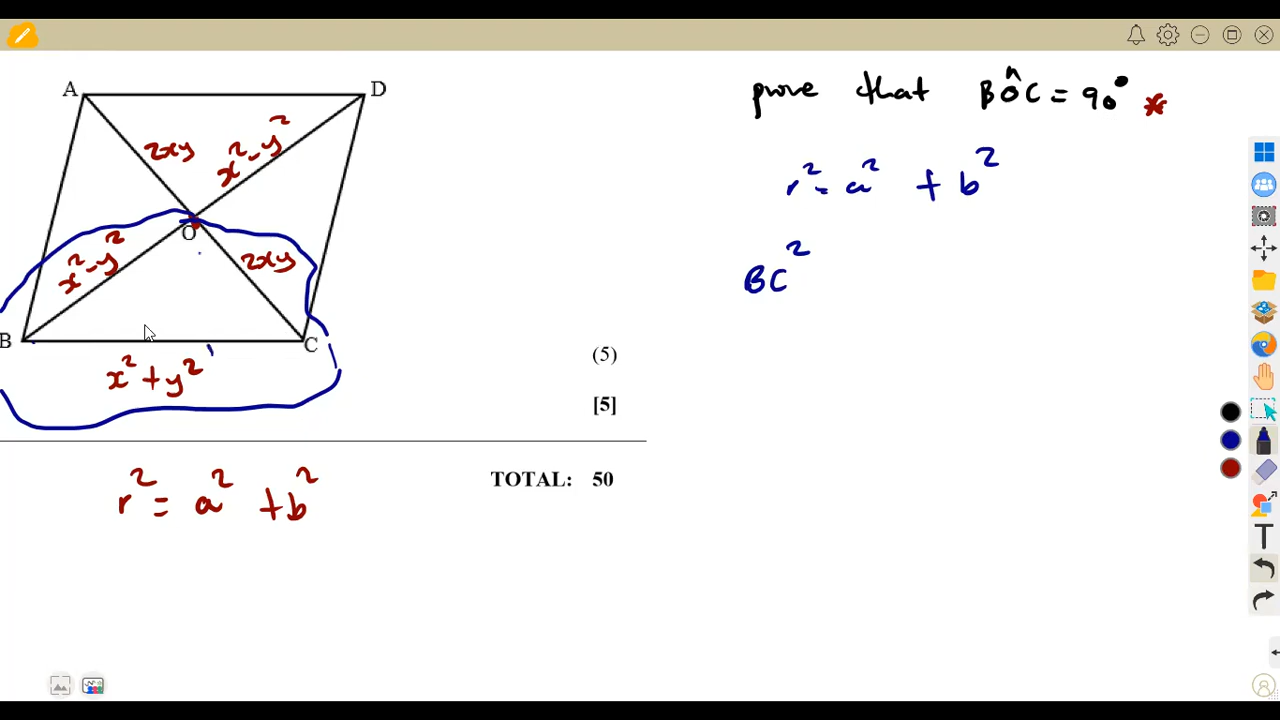 A
D
2xy
x²-y²
O
x²-y²
2xy
B
C
x²+y²
(5)
[5]
TOTAL: 50
r² = a² + b²
prove that BÔC = 90°
r² = a² + b²
BC²
T